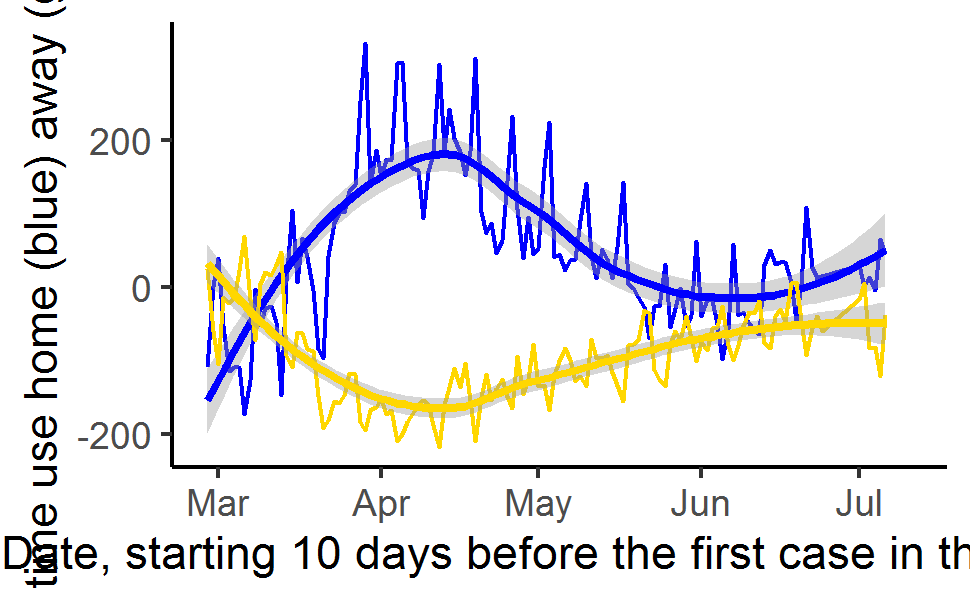 time use home (blue) away (
200
0
-200
Mar Apr May Jun Jul
Date, starting 10 days before the first case in th